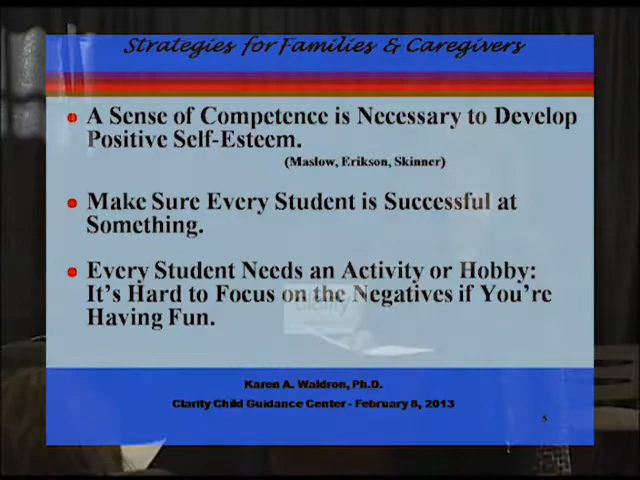 Strategies for Families & Caregivers
A Sense of Competence is Necessary to Develop
Positive Self-Esteem.
(Maslow, Erikson, Skinner)
Make Sure Every Student is Successful at
Something.
Every Student Needs an Activity or Hobby:
It's Hard to Focus on the Negatives if You're
Having Fun.
Clarity
Karen A. Waldron, Ph.D.
Clarity Child Guidance Center - February 8, 2013
5